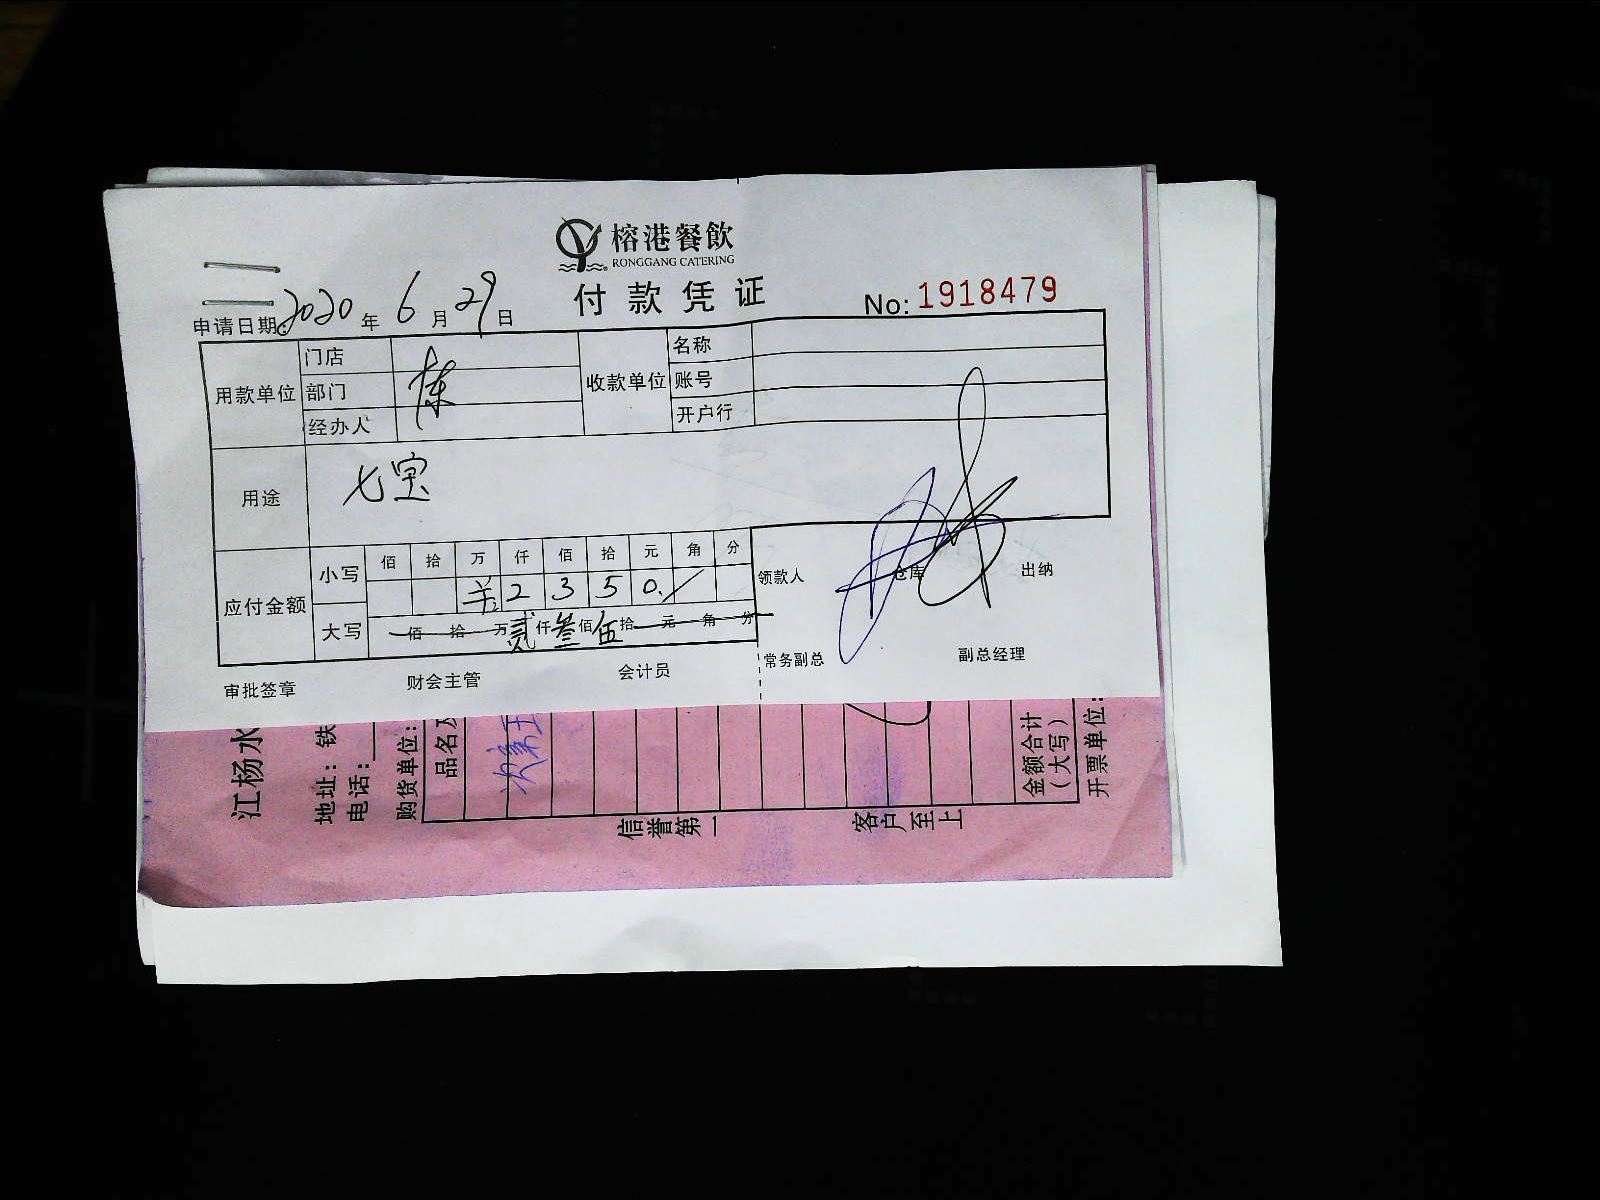 榕港餐飲
RONGGANG CATERING
付款凭证
No: 1918479
申请日期: 2020 年 6 月 29 日
用款单位 门店 收款单位 名称
部门 账号
经办人 开户行
用途 七宝
应付金额 小写 佰 拾 万 仟 佰 拾 元 角 分
2 3 5 0.
大写 佰 拾 万 贰 仟 叁 佰 伍 拾 元 角 分
领款人 仓库 出纳
审批签章 财会主管 会计员 常务副总 副总经理
江杨水
地址：铁
电话：
购货单位：
品名及
金额合计
（大写）
开票单位：
信誉第一 客户至上